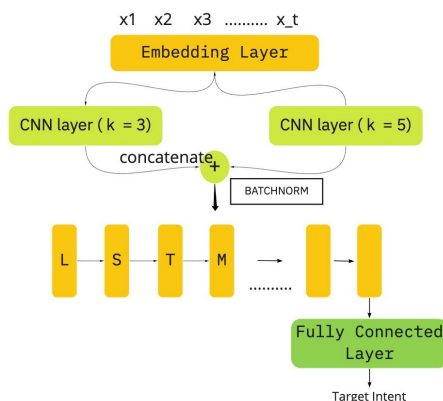 x1 x2 x3 .......... x_t
Embedding Layer
CNN layer ( k = 3)
CNN layer ( k = 5)
concatenate
+
BATCHNORM
L S T M
..........
Fully Connected
Layer
Target Intent